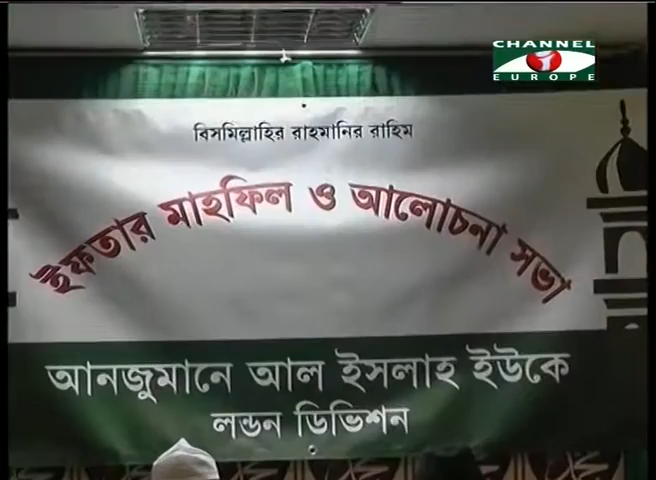 CHANNEL
i
EUROPE
বিসমিল্লাহির রাহমানির রাহিম
ইফতার মাহফিল ও আলোচনা সভা
আনজুমানে আল ইসলাহ ইউকে
লন্ডন ডিভিশন